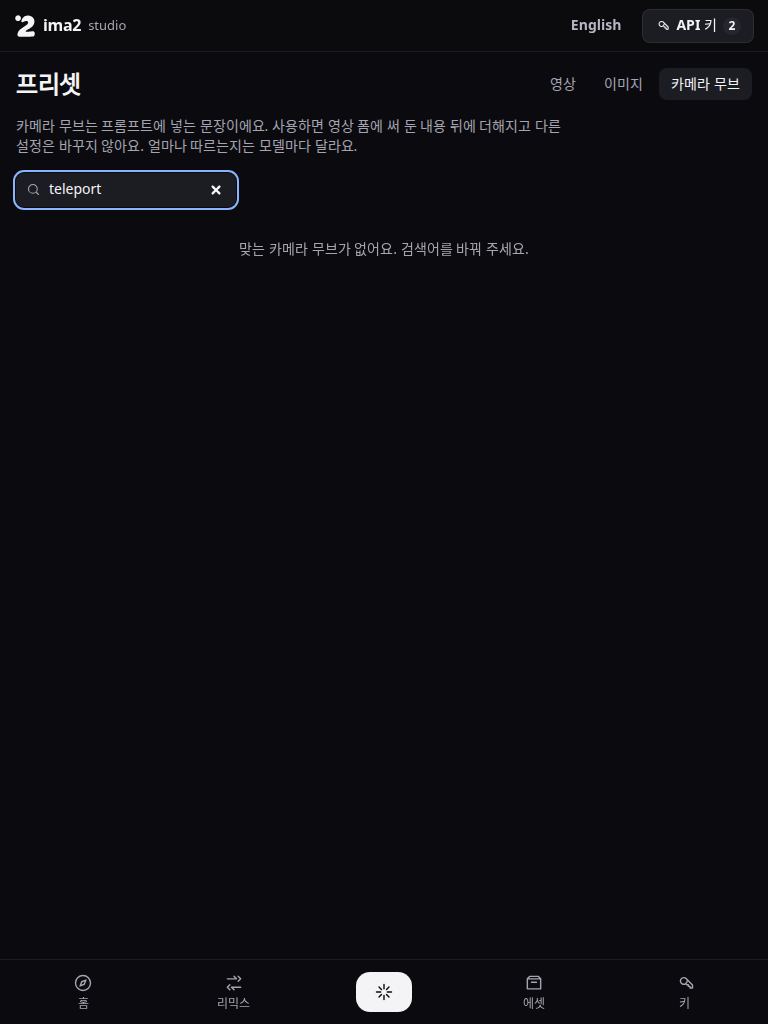 ima2 studio
English
API 키 2
프리셋
영상
이미지
카메라 무브
카메라 무브는 프롬프트에 넣는 문장이에요. 사용하면 영상 폼에 써 둔 내용 뒤에 더해지고 다른
설정은 바꾸지 않아요. 얼마나 따르는지는 모델마다 달라요.
teleport
맞는 카메라 무브가 없어요. 검색어를 바꿔 주세요.
홈
리믹스
에셋
키